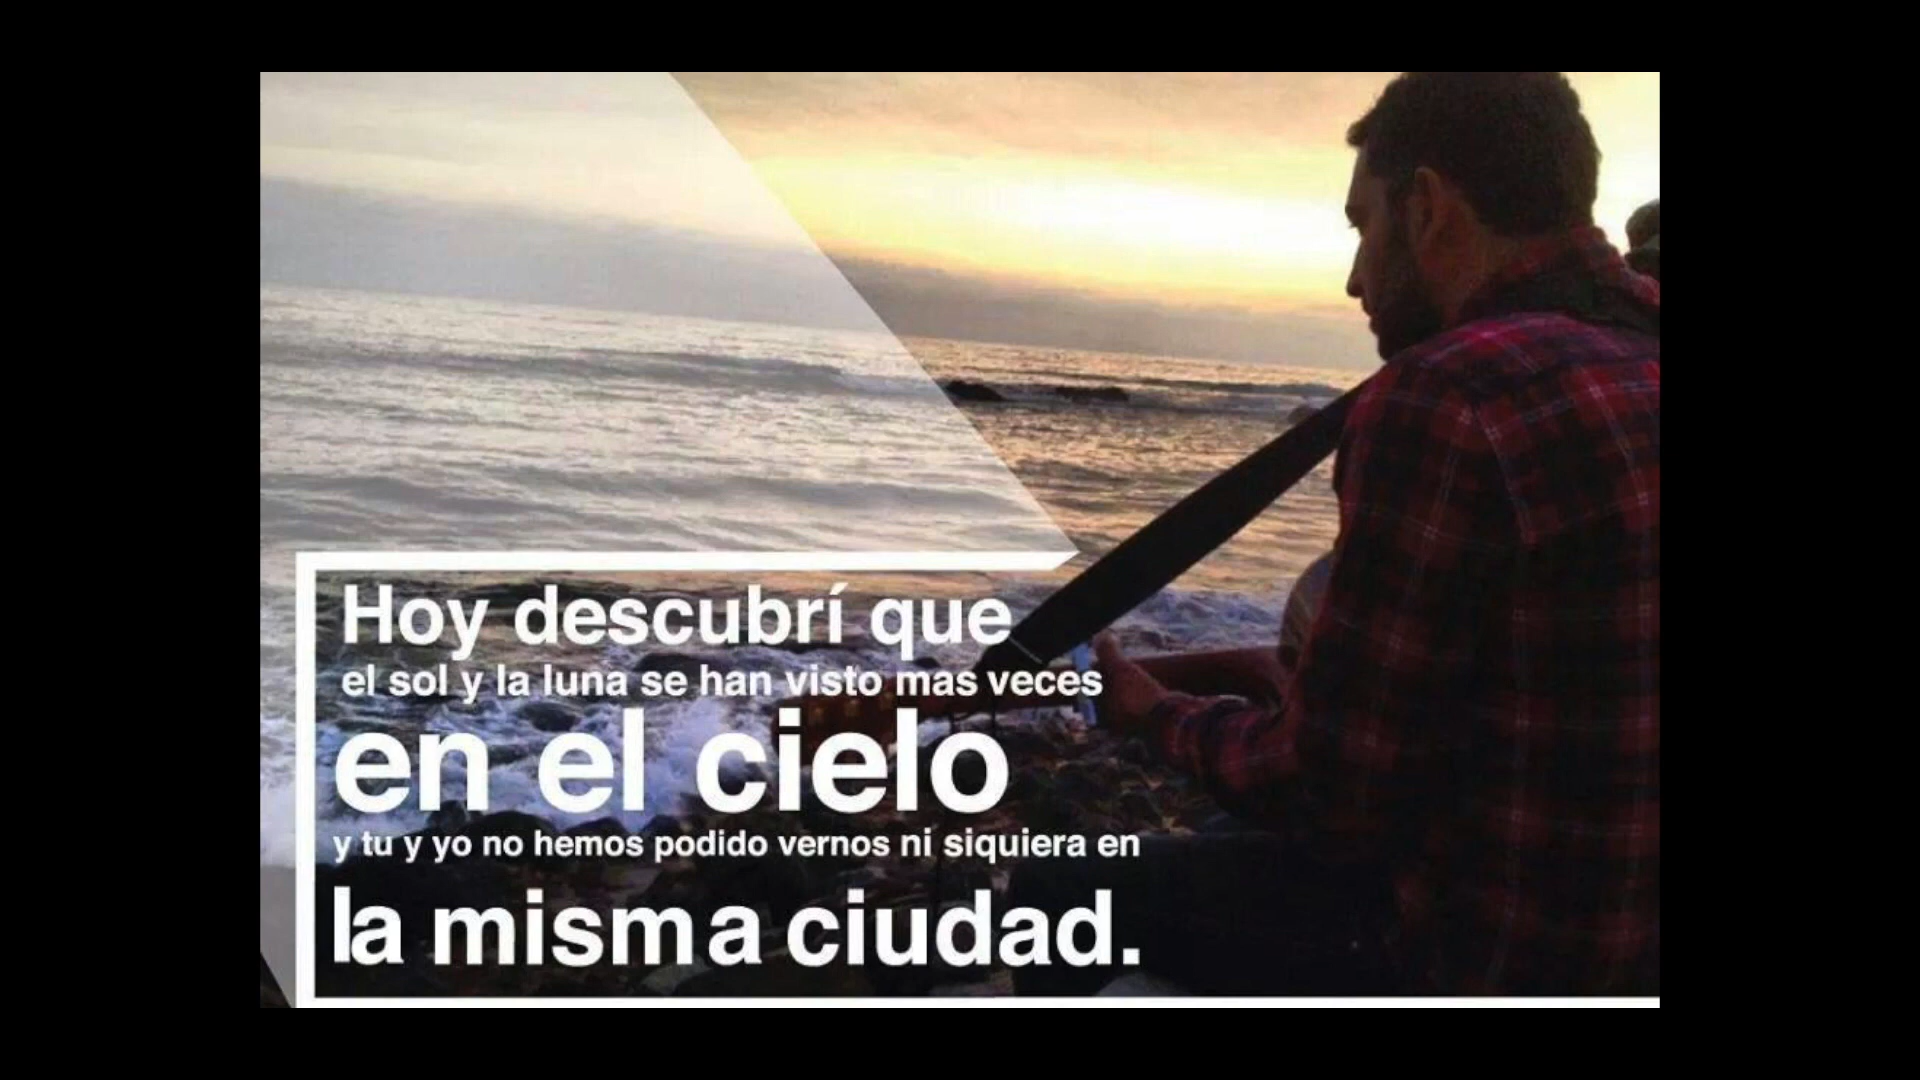 Hoy descubrí que
el sol y la luna se han visto mas veces
en el cielo
y tu y yo no hemos podido vernos ni siquiera en
la misma ciudad.